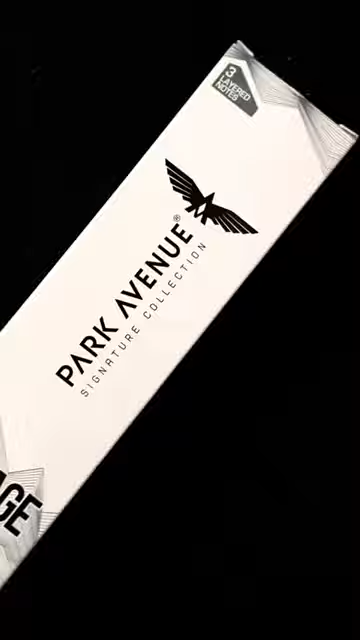 3
LAYERED
NOTES
PARK AVENUE®
SIGNATURE COLLECTION